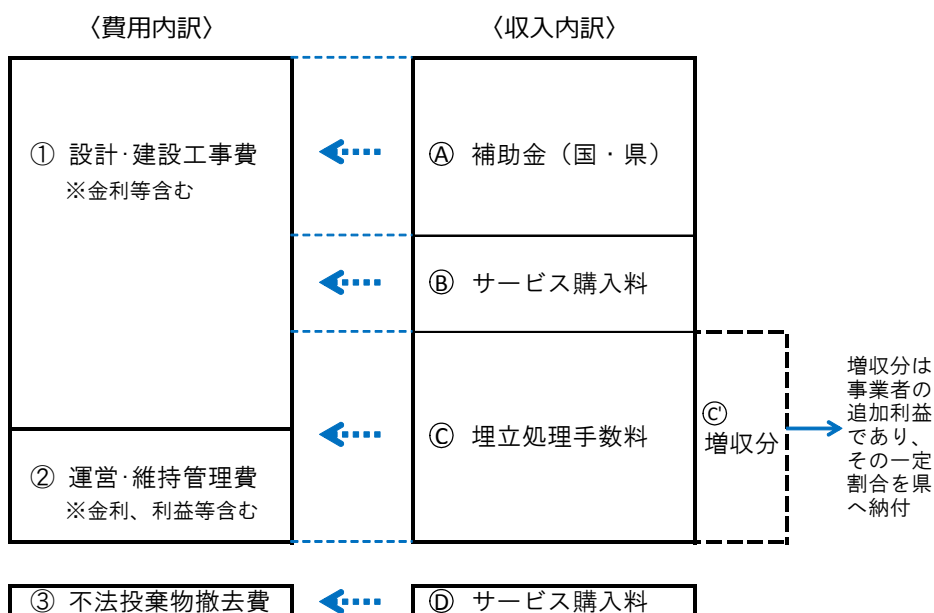 〈費用内訳〉
〈収入内訳〉
① 設計・建設工事費
※金利等含む
Ⓐ 補助金（国・県）
Ⓑ サービス購入料
Ⓒ 埋立処理手数料
Ⓒ'
増収分
増収分は
事業者の
追加利益
であり、
その一定
割合を県
へ納付
② 運営・維持管理費
※金利、利益等含む
③ 不法投棄物撤去費
Ⓓ サービス購入料